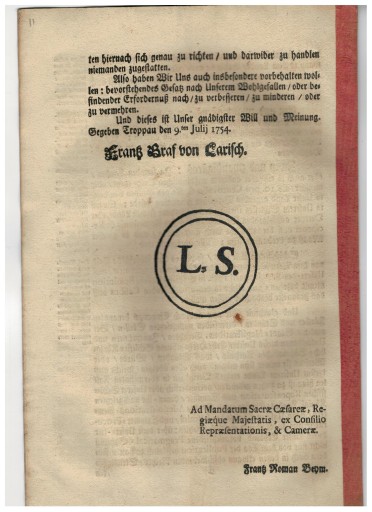 ten hiernach sich genau zu richten / und darwider zu handlen
niemanden zugestatten.
Also haben Wir Uns auch insbesondere vorbehalten wol-
len: bevorstehendes Gesatz nach Unserem Wohlgefallen / oder be-
findender Erfordernuß nach / zu verbesseren / zu minderen / oder
zu vermehren.
Und dieses ist Unser gnädigster Will und Meinung.
Gegeben Troppau den 9.ten Julij 1754.
Frantz Graf von Larisch.
L. S.
Ad Mandatum Sacræ Cæsareæ, Re-
giæque Majestatis, ex Consilio
Repræsentationis, & Cameræ.
Frantz Roman Beym.